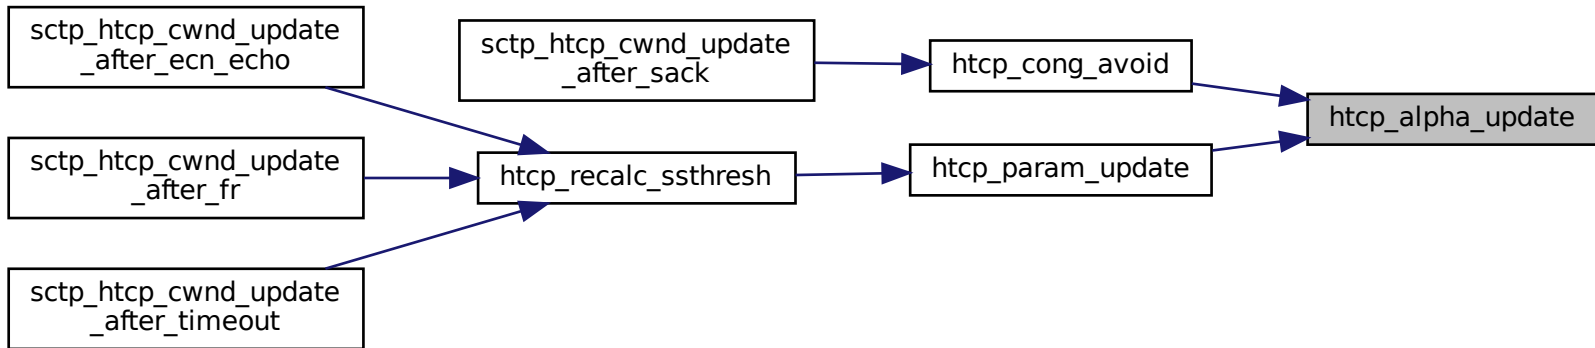 sctp_htcp_cwnd_update
_after_ecn_echo
sctp_htcp_cwnd_update
_after_sack
htcp_cong_avoid
htcp_alpha_update
sctp_htcp_cwnd_update
_after_fr
htcp_recalc_ssthresh
htcp_param_update
sctp_htcp_cwnd_update
_after_timeout